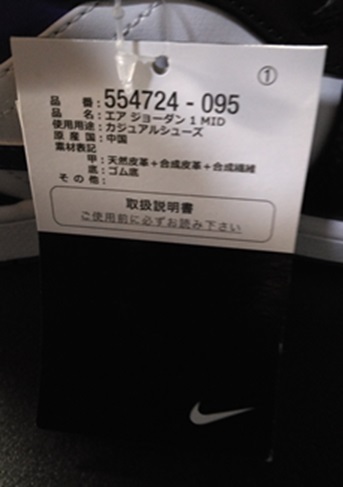 ①
品 番：554724 - 095
品 名：エア ジョーダン 1 MID
使用用途：カジュアルシューズ
原 産 国：中国
素材表記
甲：天然皮革＋合成皮革＋合成繊維
底：ゴム底
そ の 他：
取扱説明書
ご使用前に必ずお読み下さい